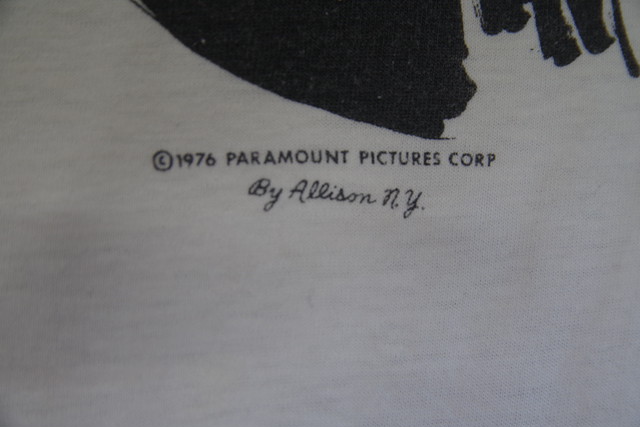 ©1976 PARAMOUNT PICTURES CORP
By Allison N.Y.